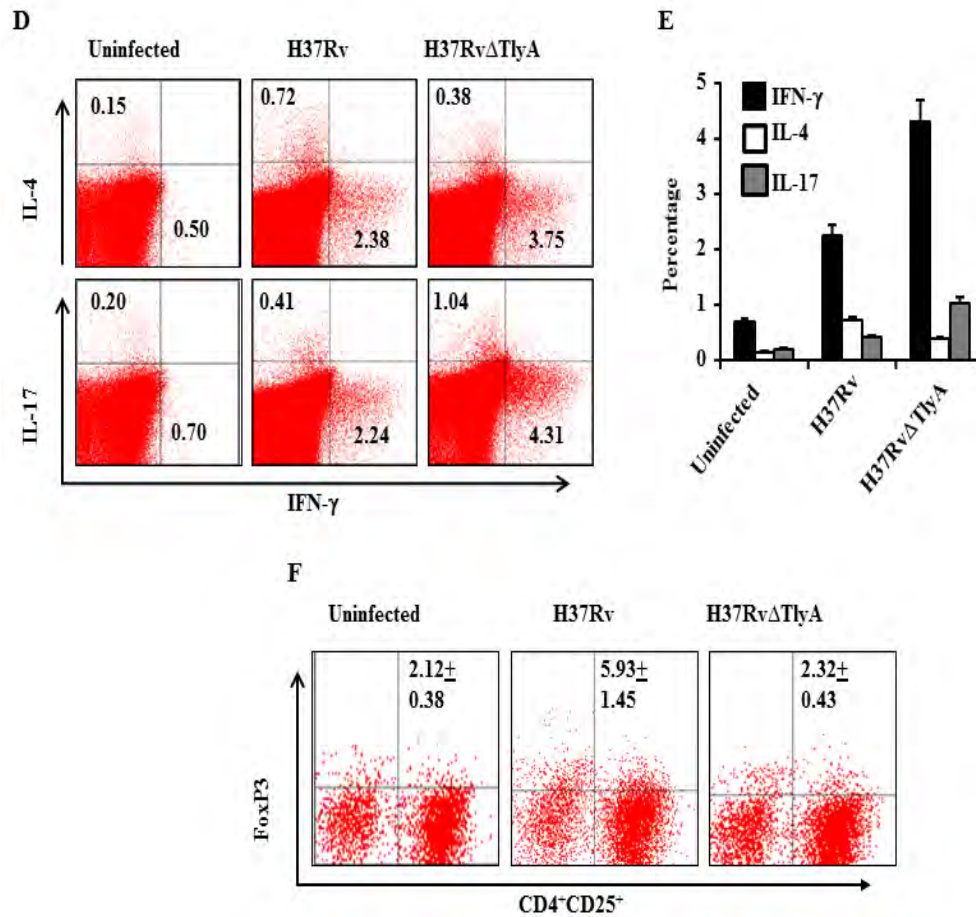 D
Uninfected H37Rv H37RvΔTlyA
0.15 0.72 0.38
IL-4
0.50 2.38 3.75
0.20 0.41 1.04
IL-17
0.70 2.24 4.31
IFN-γ
E
5
4
3
2
1
0
Percentage
IFN-γ
IL-4
IL-17
Uninfected
H37Rv
H37RvΔTlyA
F
Uninfected H37Rv H37RvΔTlyA
2.12± 5.93± 2.32±
0.38 1.45 0.43
FoxP3
CD4⁺CD25⁺